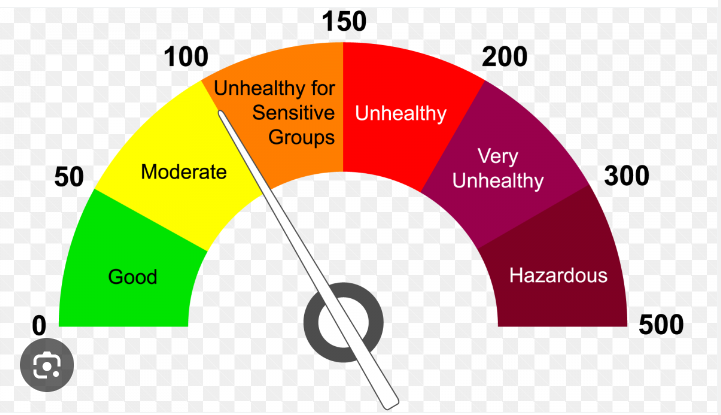 150
100
200
Unhealthy for
Sensitive
Groups
Unhealthy
Moderate
Very
Unhealthy
50
300
Good
Hazardous
0
500